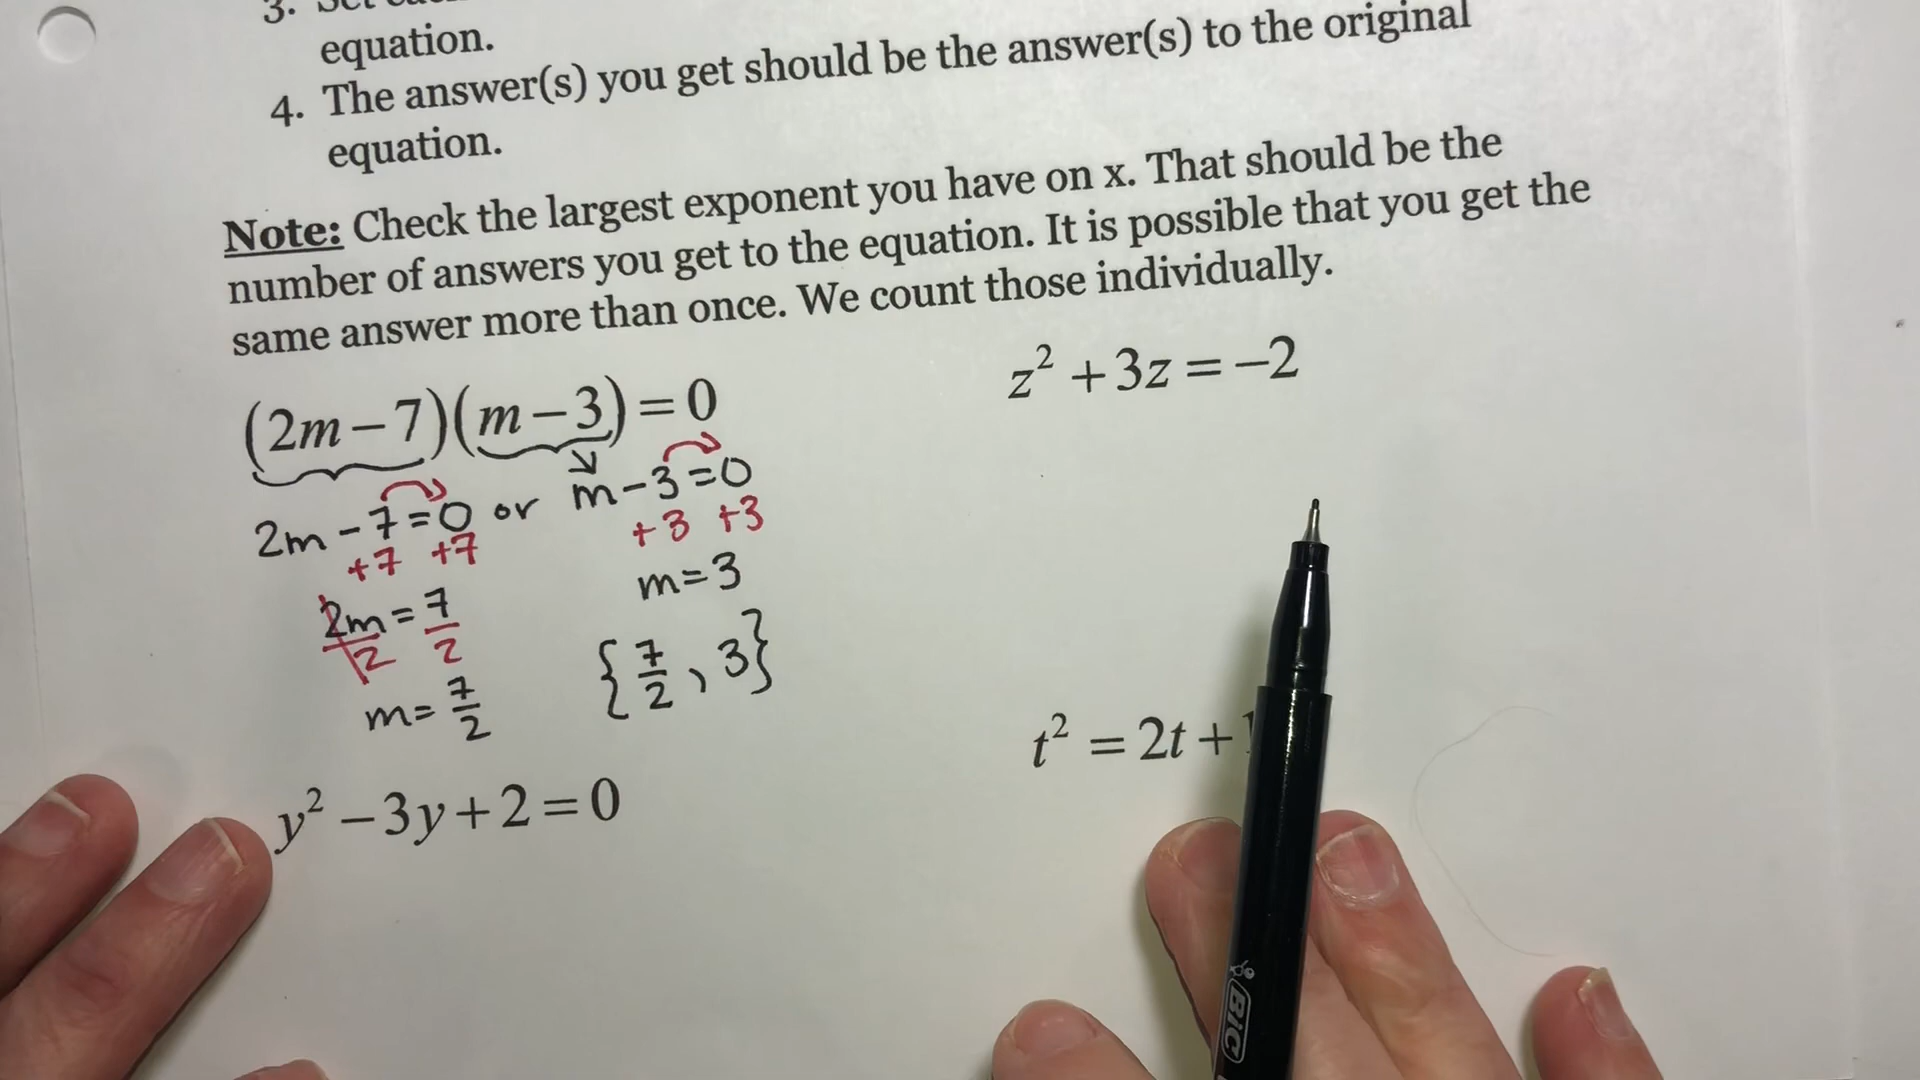 3. Set
equation.
4. The answer(s) you get should be the answer(s) to the original
equation.
Note: Check the largest exponent you have on x. That should be the
number of answers you get to the equation. It is possible that you get the
same answer more than once. We count those individually.
(2m − 7)(m − 3) = 0
2m − 7 = 0 or m − 3 = 0
+7 +7 +3 +3
2m/2 = 7/2 m = 3
m = 7/2 {7/2, 3}
y² − 3y + 2 = 0
z² + 3z = −2
t² = 2t +
BIC